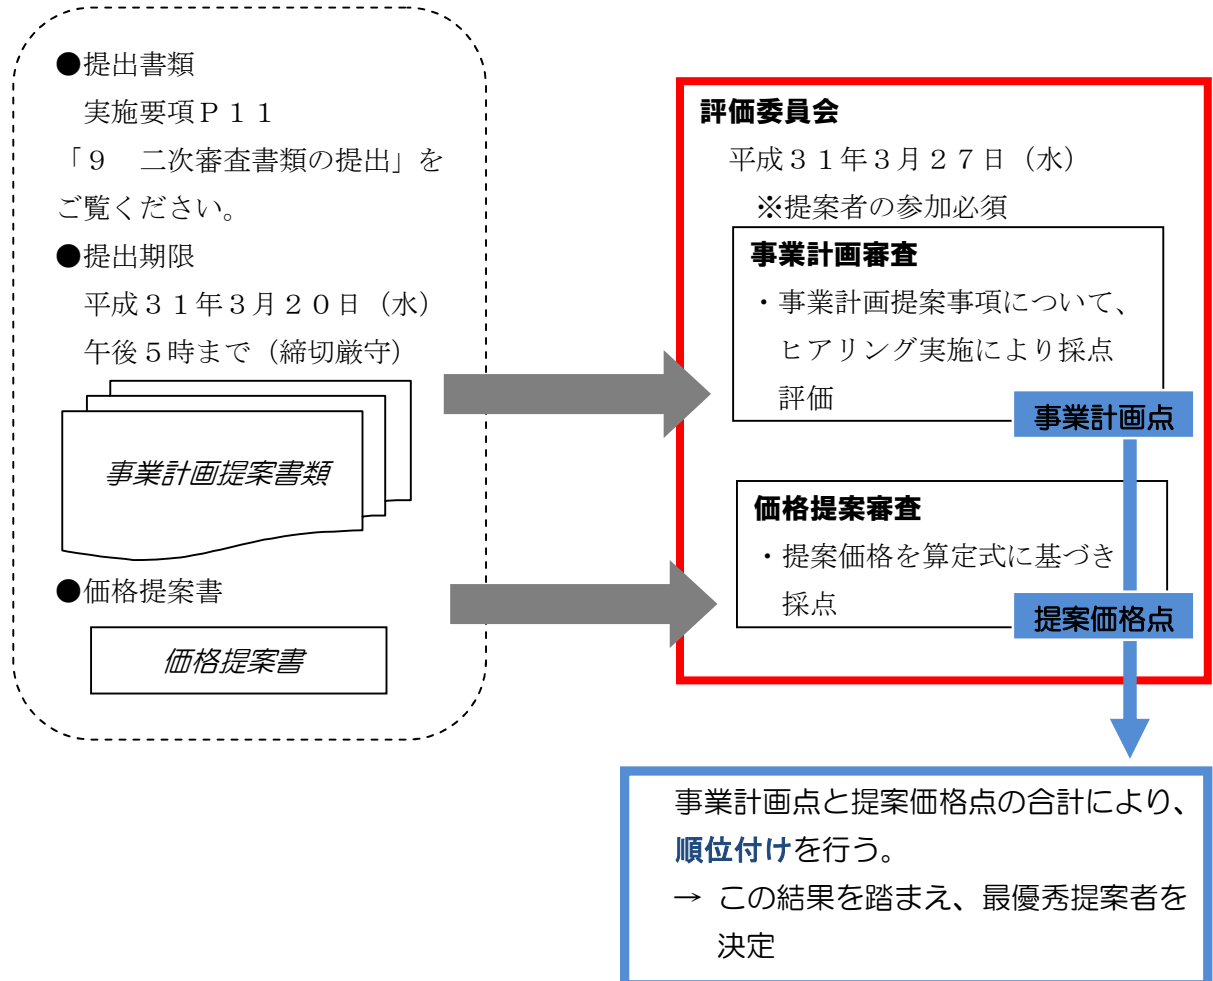 ●提出書類
実施要項Ｐ１１
「９　二次審査書類の提出」を
ご覧ください。
●提出期限
平成３１年３月２０日（水）
午後５時まで（締切厳守）
事業計画提案書類
●価格提案書
価格提案書
評価委員会
平成３１年３月２７日（水）
※提案者の参加必須
事業計画審査
・事業計画提案事項について、
ヒアリング実施により採点
評価
事業計画点
価格提案審査
・提案価格を算定式に基づき
採点
提案価格点
事業計画点と提案価格点の合計により、
順位付けを行う。
→ この結果を踏まえ、最優秀提案者を
決定